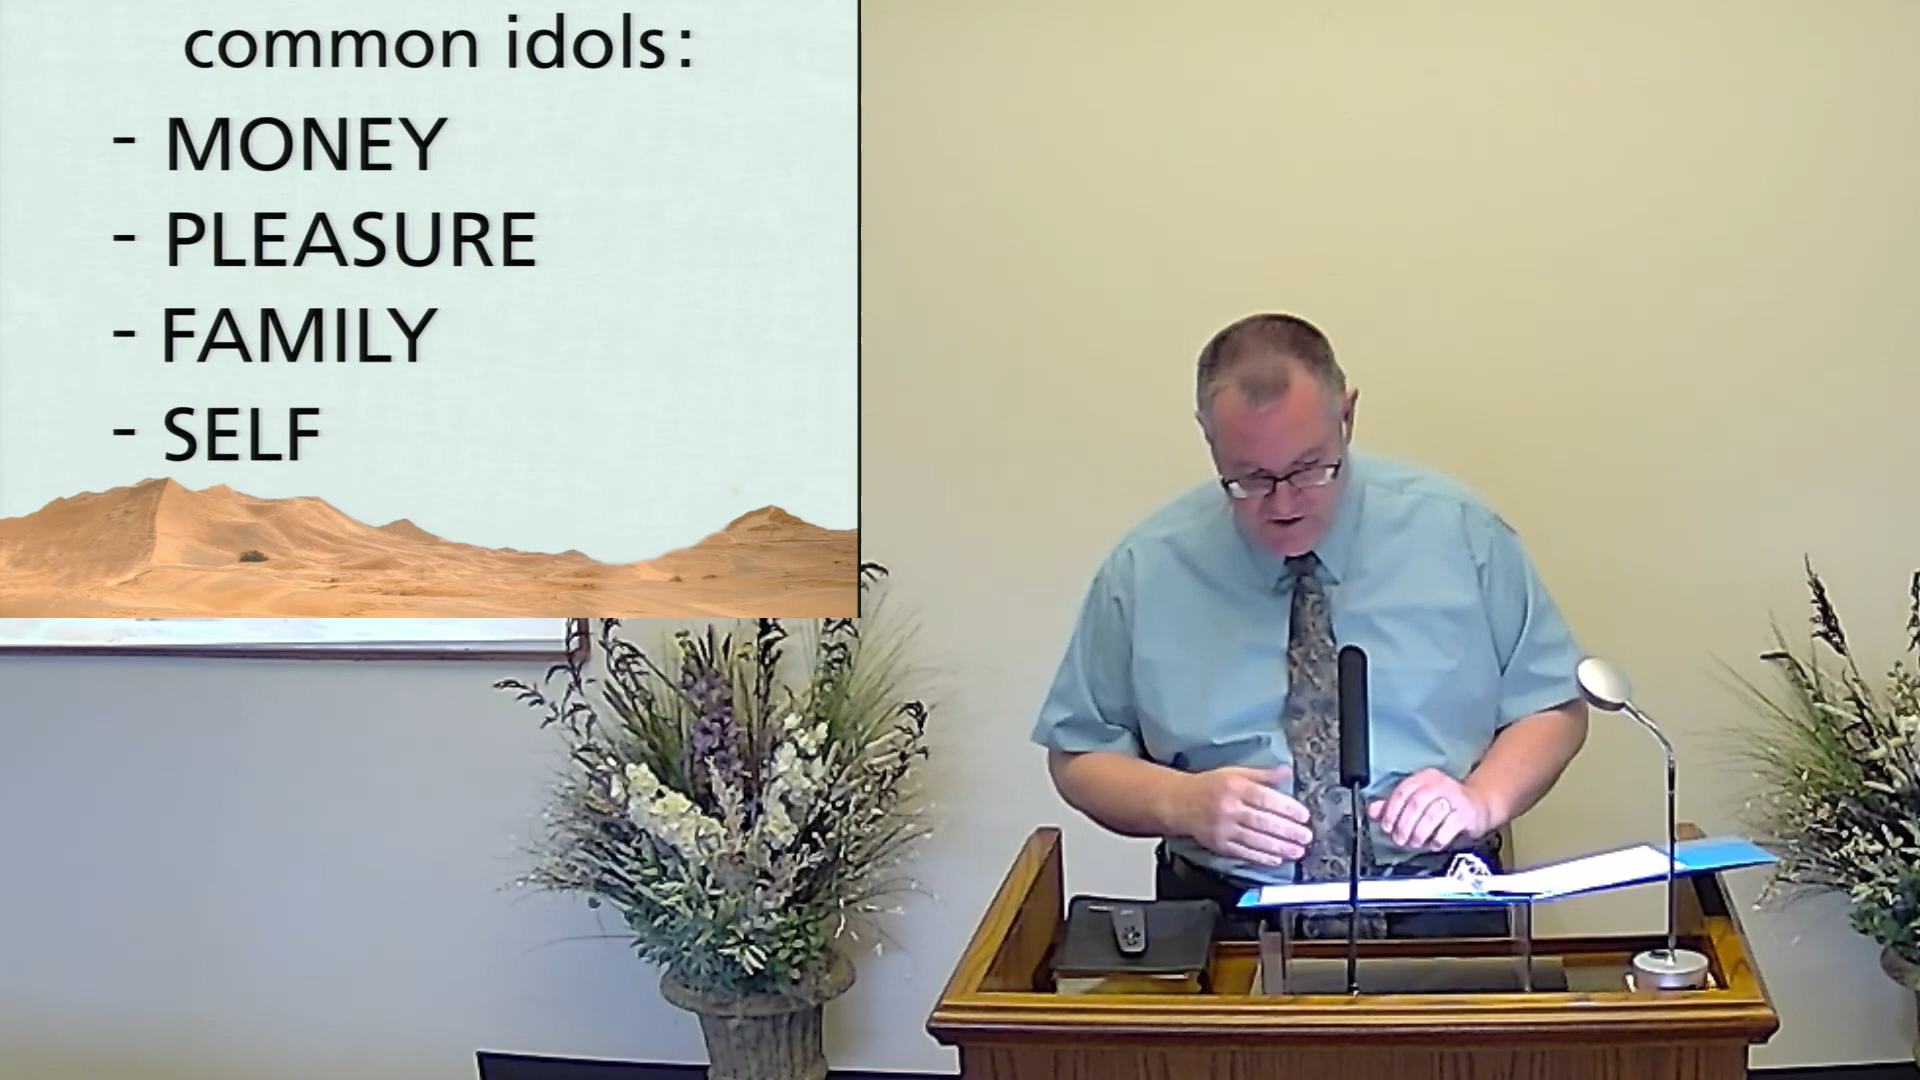 common idols:
- MONEY
- PLEASURE
- FAMILY
- SELF